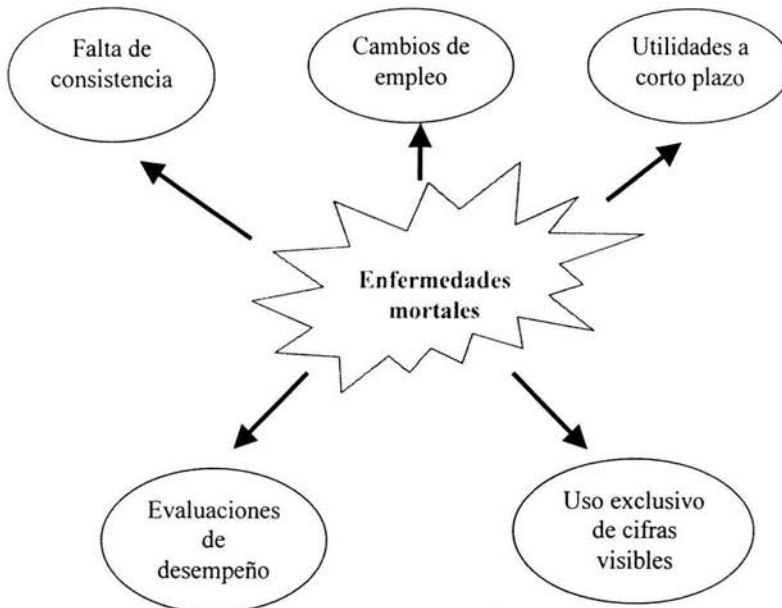 Falta de
consistencia
Cambios de
empleo
Utilidades a
corto plazo
Enfermedades
mortales
Evaluaciones
de
desempeño
Uso exclusivo
de cifras
visibles